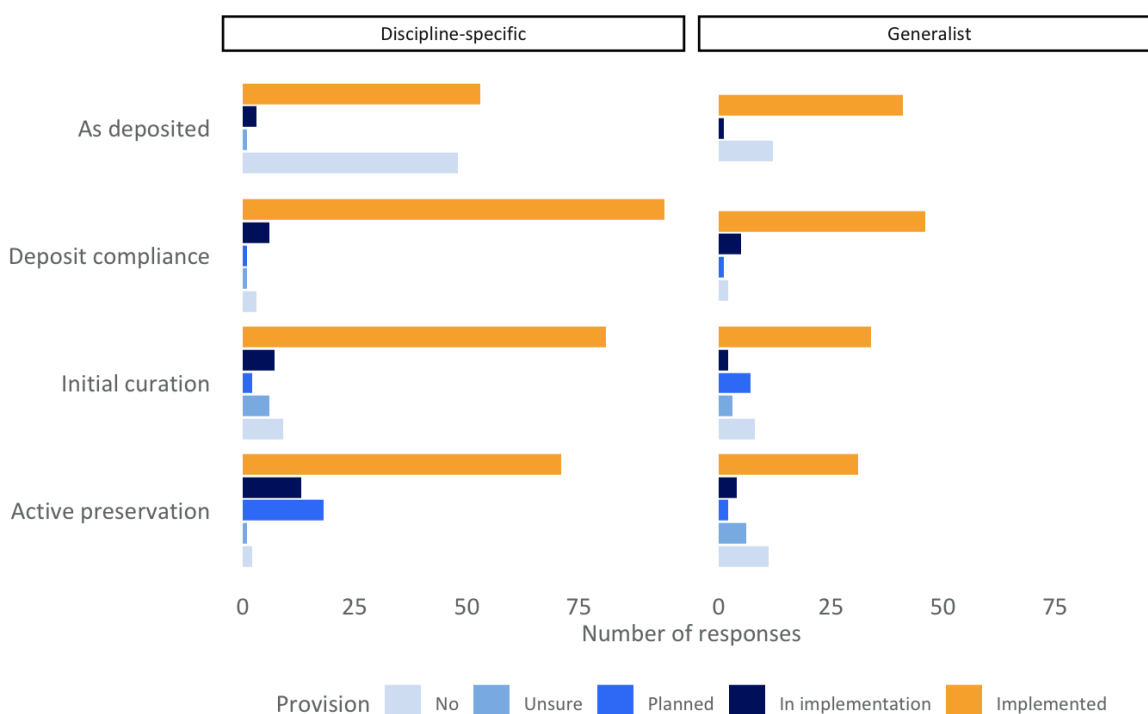 Discipline-specific
Generalist
As deposited
Deposit compliance
Initial curation
Active preservation
0 25 50 75 0 25 50 75
Number of responses
Provision No Unsure Planned In implementation Implemented